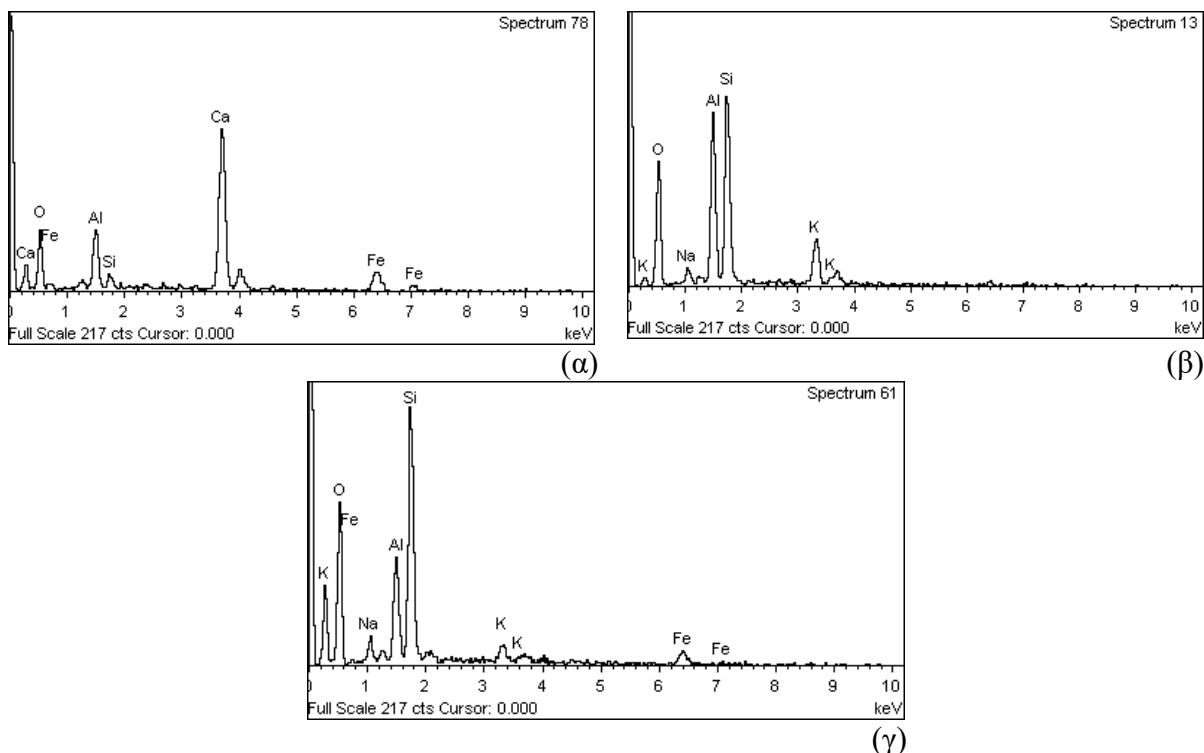 Spectrum 78
Ca
O
Fe
Al
Ca
Si
Fe
Fe
0 1 2 3 4 5 6 7 8 9 10
Full Scale 217 cts Cursor: 0.000 keV
(α)
Spectrum 13
Si
Al
O
K
Na
K
K
0 1 2 3 4 5 6 7 8 9 10
Full Scale 217 cts Cursor: 0.000 keV
(β)
Spectrum 61
Si
O
Fe
Al
K
Na
K
K
Fe
Fe
0 1 2 3 4 5 6 7 8 9 10
Full Scale 217 cts Cursor: 0.000 keV
(γ)